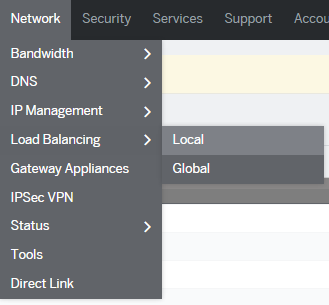 Network Security Services Support Accou
Bandwidth
DNS
IP Management
Load Balancing Local
Gateway Appliances Global
IPSec VPN
Status
Tools
Direct Link